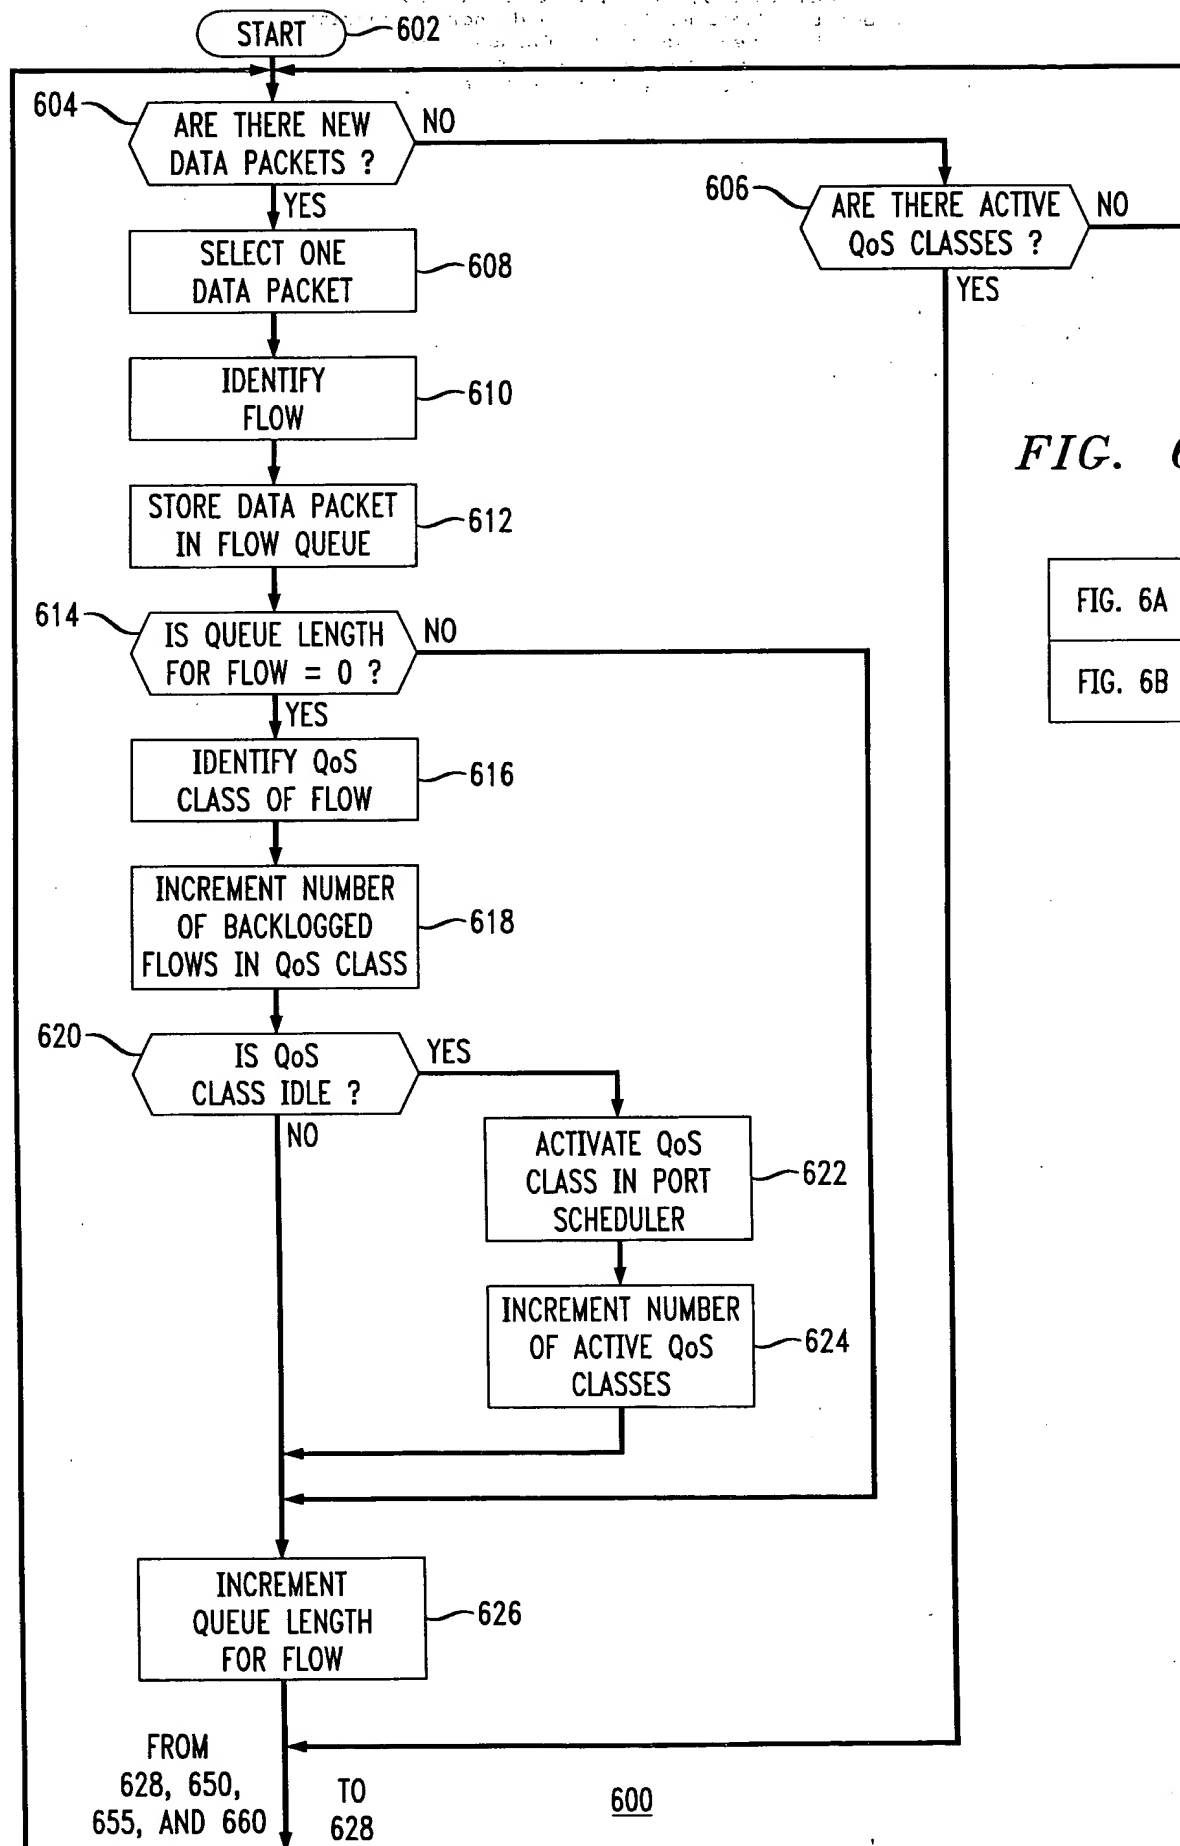 START
602
604
ARE THERE NEW
DATA PACKETS ?
NO
YES
606
ARE THERE ACTIVE
QoS CLASSES ?
NO
YES
SELECT ONE
DATA PACKET
608
IDENTIFY
FLOW
610
FIG.
STORE DATA PACKET
IN FLOW QUEUE
612
FIG. 6A
FIG. 6B
614
IS QUEUE LENGTH
FOR FLOW = 0 ?
NO
YES
IDENTIFY QoS
CLASS OF FLOW
616
INCREMENT NUMBER
OF BACKLOGGED
FLOWS IN QoS CLASS
618
620
IS QoS
CLASS IDLE ?
YES
NO
ACTIVATE QoS
CLASS IN PORT
SCHEDULER
622
INCREMENT NUMBER
OF ACTIVE QoS
CLASSES
624
INCREMENT
QUEUE LENGTH
FOR FLOW
626
FROM
628, 650,
655, AND 660
TO
628
600